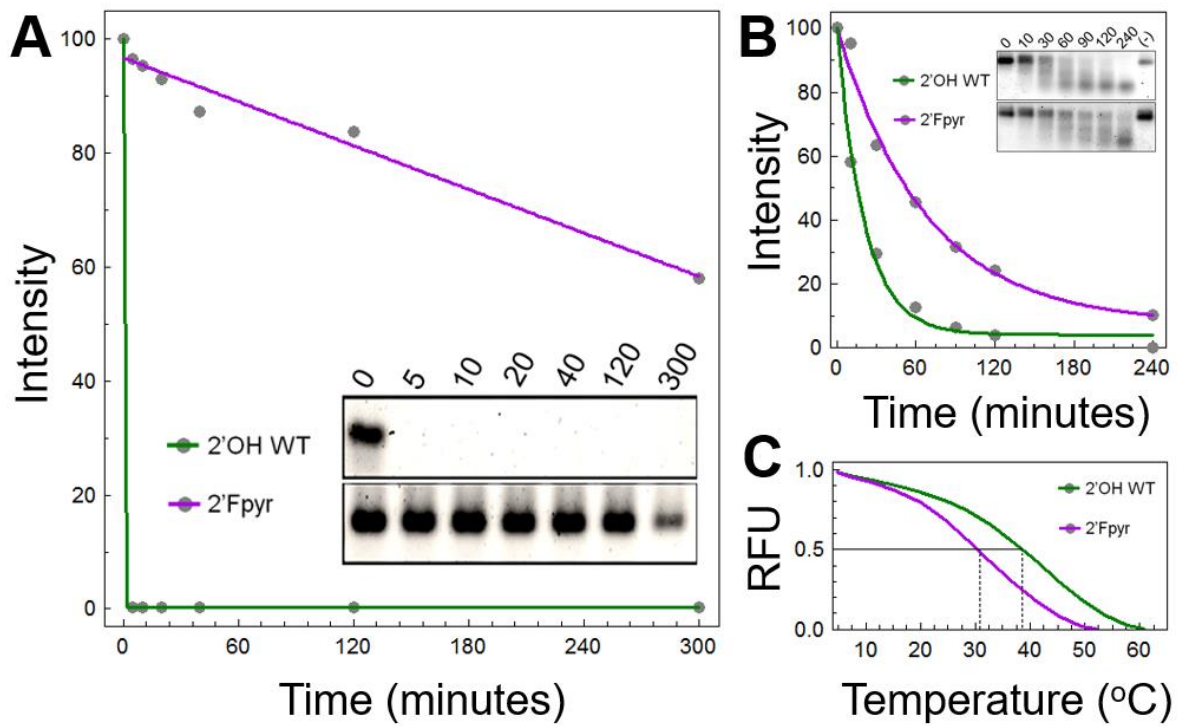 A
Intensity
100
80
60
40
20
0
2'OH WT
2'Fpyr
0 5 10 20 40 120 300
0 60 120 180 240 300
Time (minutes)
B
Intensity
100
80
60
40
20
0
2'OH WT
2'Fpyr
0 10 30 60 90 120 240 (-)
0 60 120 180 240
Time (minutes)
C
RFU
1.0
0.5
0.0
2'OH WT
2'Fpyr
10 20 30 40 50 60
Temperature (°C)